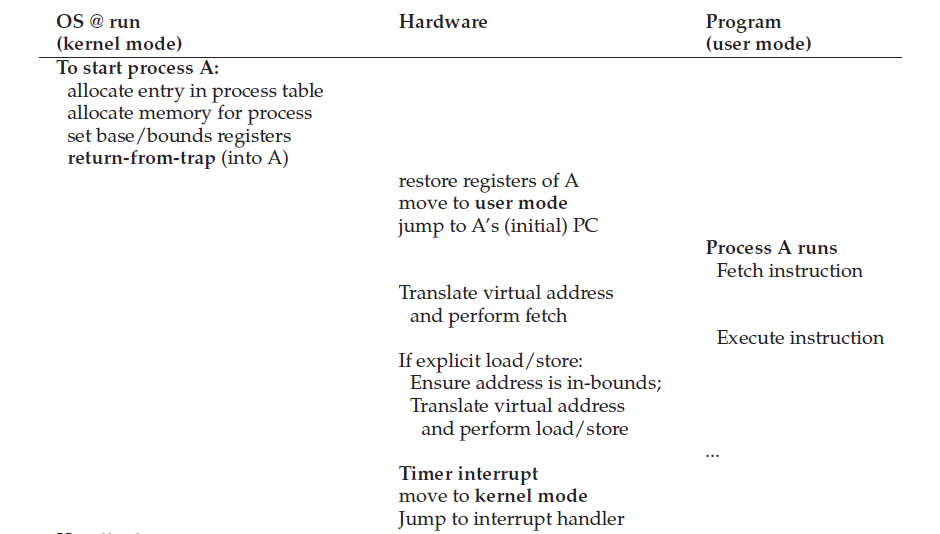 OS @ run Hardware Program
(kernel mode) (user mode)
To start process A:
allocate entry in process table
allocate memory for process
set base/bounds registers
return-from-trap (into A)
restore registers of A
move to user mode
jump to A's (initial) PC
Process A runs
Fetch instruction
Translate virtual address
and perform fetch
Execute instruction
If explicit load/store:
Ensure address is in-bounds;
Translate virtual address
and perform load/store
...
Timer interrupt
move to kernel mode
Jump to interrupt handler